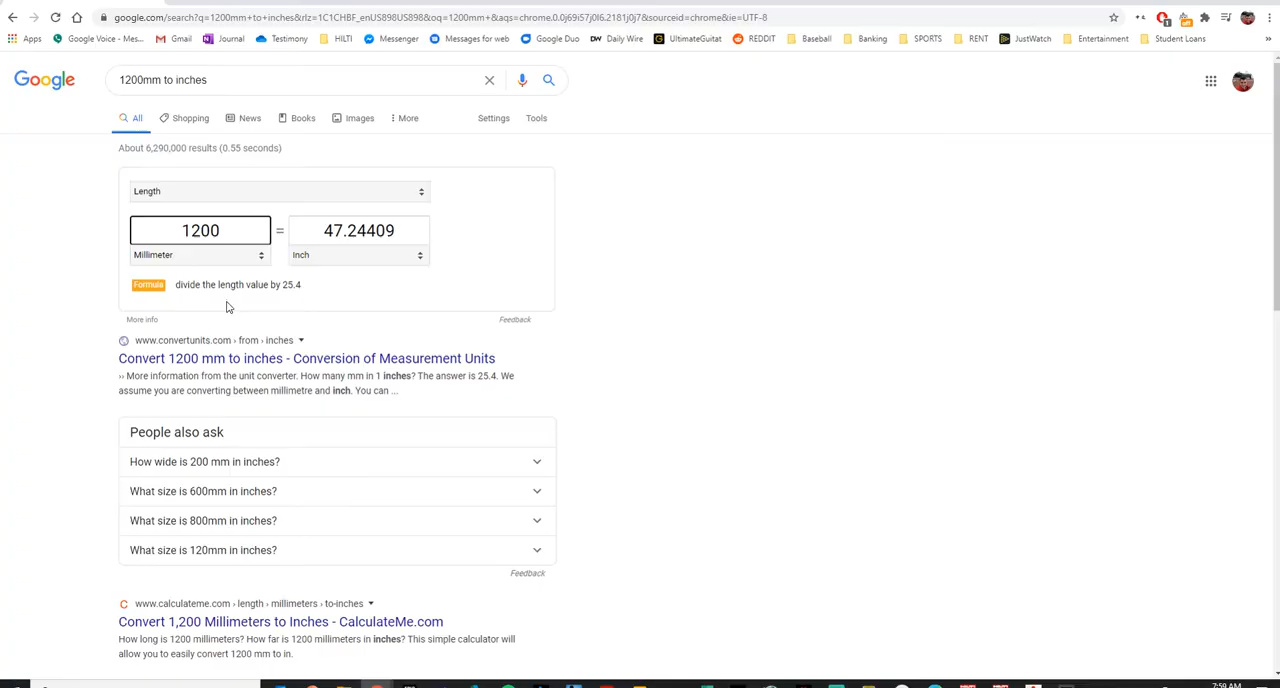 google.com/search?q=1200mm+to+inches&rlz=1C1CHBF_enUS898US898&oq=1200mm+&aqs=chrome.0.0j69i57j0l6.2181j0j7&sourceid=chrome&ie=UTF-8
Apps Google Voice - Mes... Gmail Journal Testimony HILTI Messenger Messages for web Google Duo DW Daily Wire UltimateGuitat REDDIT Baseball Banking SPORTS RENT JustWatch Entertainment Student Loans »
Google 1200mm to inches
All Shopping News Books Images More Settings Tools
About 6,290,000 results (0.55 seconds)
Length
1200 = 47.24409
Millimeter Inch
Formula divide the length value by 25.4
More info Feedback
www.convertunits.com › from › inches
Convert 1200 mm to inches - Conversion of Measurement Units
›› More information from the unit converter. How many mm in 1 inches? The answer is 25.4. We
assume you are converting between millimetre and inch. You can ...
People also ask
How wide is 200 mm in inches?
What size is 600mm in inches?
What size is 800mm in inches?
What size is 120mm in inches?
Feedback
www.calculateme.com › length › millimeters › to-inches
Convert 1,200 Millimeters to Inches - CalculateMe.com
How long is 1200 millimeters? How far is 1200 millimeters in inches? This simple calculator will
allow you to easily convert 1200 mm to in.
7:59 AM